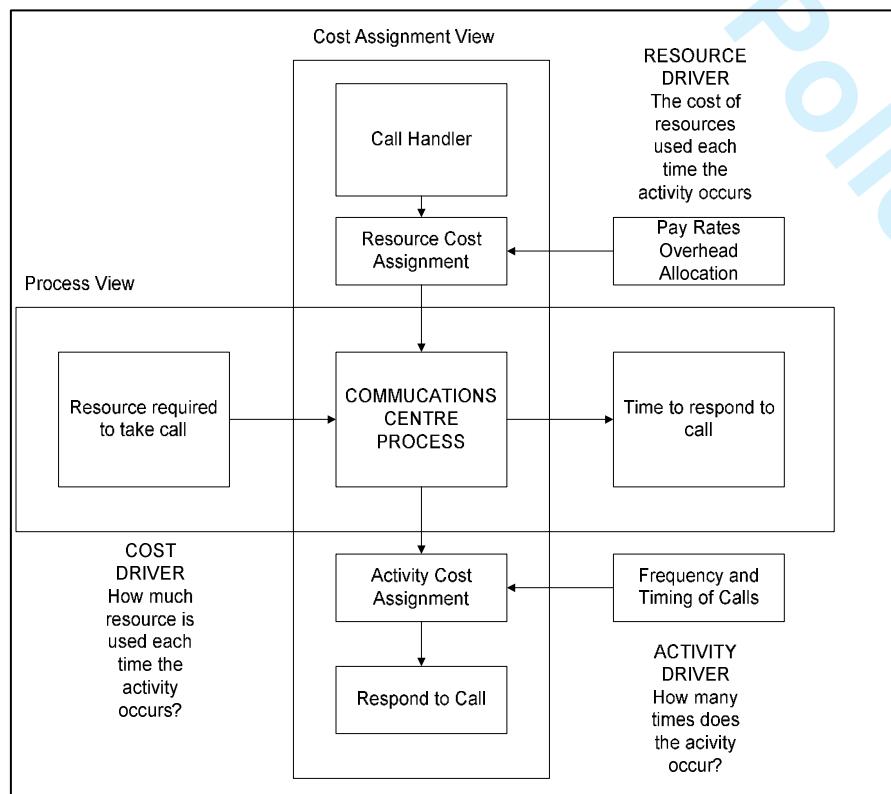 Cost Assignment View
RESOURCE
DRIVER
The cost of
resources
used each
time the
activity occurs
Call Handler
Resource Cost
Assignment
Pay Rates
Overhead
Allocation
Process View
Resource required
to take call
COMMUCATIONS
CENTRE
PROCESS
Time to respond to
call
COST
DRIVER
How much
resource is
used each
time the
activity
occurs?
Activity Cost
Assignment
Frequency and
Timing of Calls
Respond to Call
ACTIVITY
DRIVER
How many
times does
the acivity
occur?